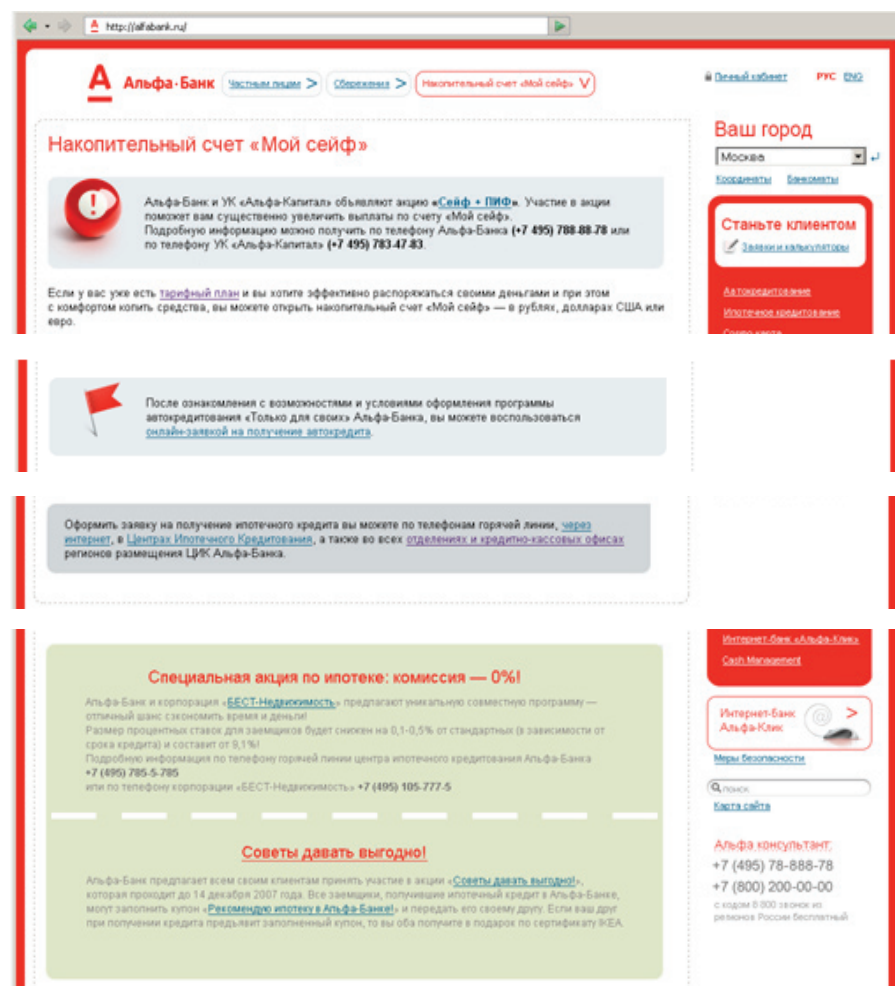 http://alfabank.ru/
Альфа·Банк
Частным лицам >
Сбережения >
Накопительный счет «Мой сейф»
Личный кабинет
РУС ENG
Накопительный счет «Мой сейф»
Альфа-Банк и УК «Альфа-Капитал» объявляют акцию «Сейф + ПИФ». Участие в акции
поможет вам существенно увеличить выплаты по счету «Мой сейф».
Подробную информацию можно получить по телефону Альфа-Банка (+7 495) 788-88-78 или
по телефону УК «Альфа-Капитал» (+7 495) 783-47-83.
Если у вас уже есть тарифный план и вы хотите эффективно распоряжаться своими деньгами и при этом
с комфортом копить средства, вы можете открыть накопительный счет «Мой сейф» — в рублях, долларах США или
евро.
Ваш город
Москва
Координаты Банкоматы
Станьте клиентом
Заявки и калькуляторы
Автокредитование
Ипотечное кредитование
После ознакомления с возможностями и условиями оформления программы
автокредитования «Только для своих» Альфа-Банка, вы можете воспользоваться
онлайн-заявкой на получение автокредита.
Оформить заявку на получение ипотечного кредита вы можете по телефонам горячей линии, через
интернет, в Центрах Ипотечного Кредитования, а также во всех отделениях и кредитно-кассовых офисах
регионов размещения ЦИК Альфа-Банка.
Специальная акция по ипотеке: комиссия — 0%!
Альфа-Банк и корпорация «БЕСТ-Недвижимость» предлагают уникальную совместную программу —
отличный шанс сэкономить время и деньги!
Размер процентных ставок для заемщиков будет снижен на 0,1-0,5% от стандартных (в зависимости от
срока кредита) и составит от 9,1%!
Подробную информация по телефону горячей линии центра ипотечного кредитования Альфа-Банка
+7 (495) 785-5-785
или по телефону корпорации «БЕСТ-Недвижимость» +7 (495) 105-777-5
Советы давать выгодно!
Альфа-Банк предлагает всем своим клиентам принять участие в акции «Советы давать выгодно!»,
которая проходит до 14 декабря 2007 года. Все заемщики, получившие ипотечный кредит в Альфа-Банке,
могут заполнить купон «Рекомендую ипотеку в Альфа-Банке!» и передать его своему другу. Если ваш друг
при получении кредита предъявит заполненный купон, то вы оба получите в подарок по сертификату IKEA.
Интернет-банк «Альфа-Клик»
Cash Management
Интернет-банк >
Альфа-Клик
Меры безопасности
поиск
Карта сайта
Альфа консультант:
+7 (495) 78-888-78
+7 (800) 200-00-00
с кодом 8 800 звонок из
регионов России бесплатный